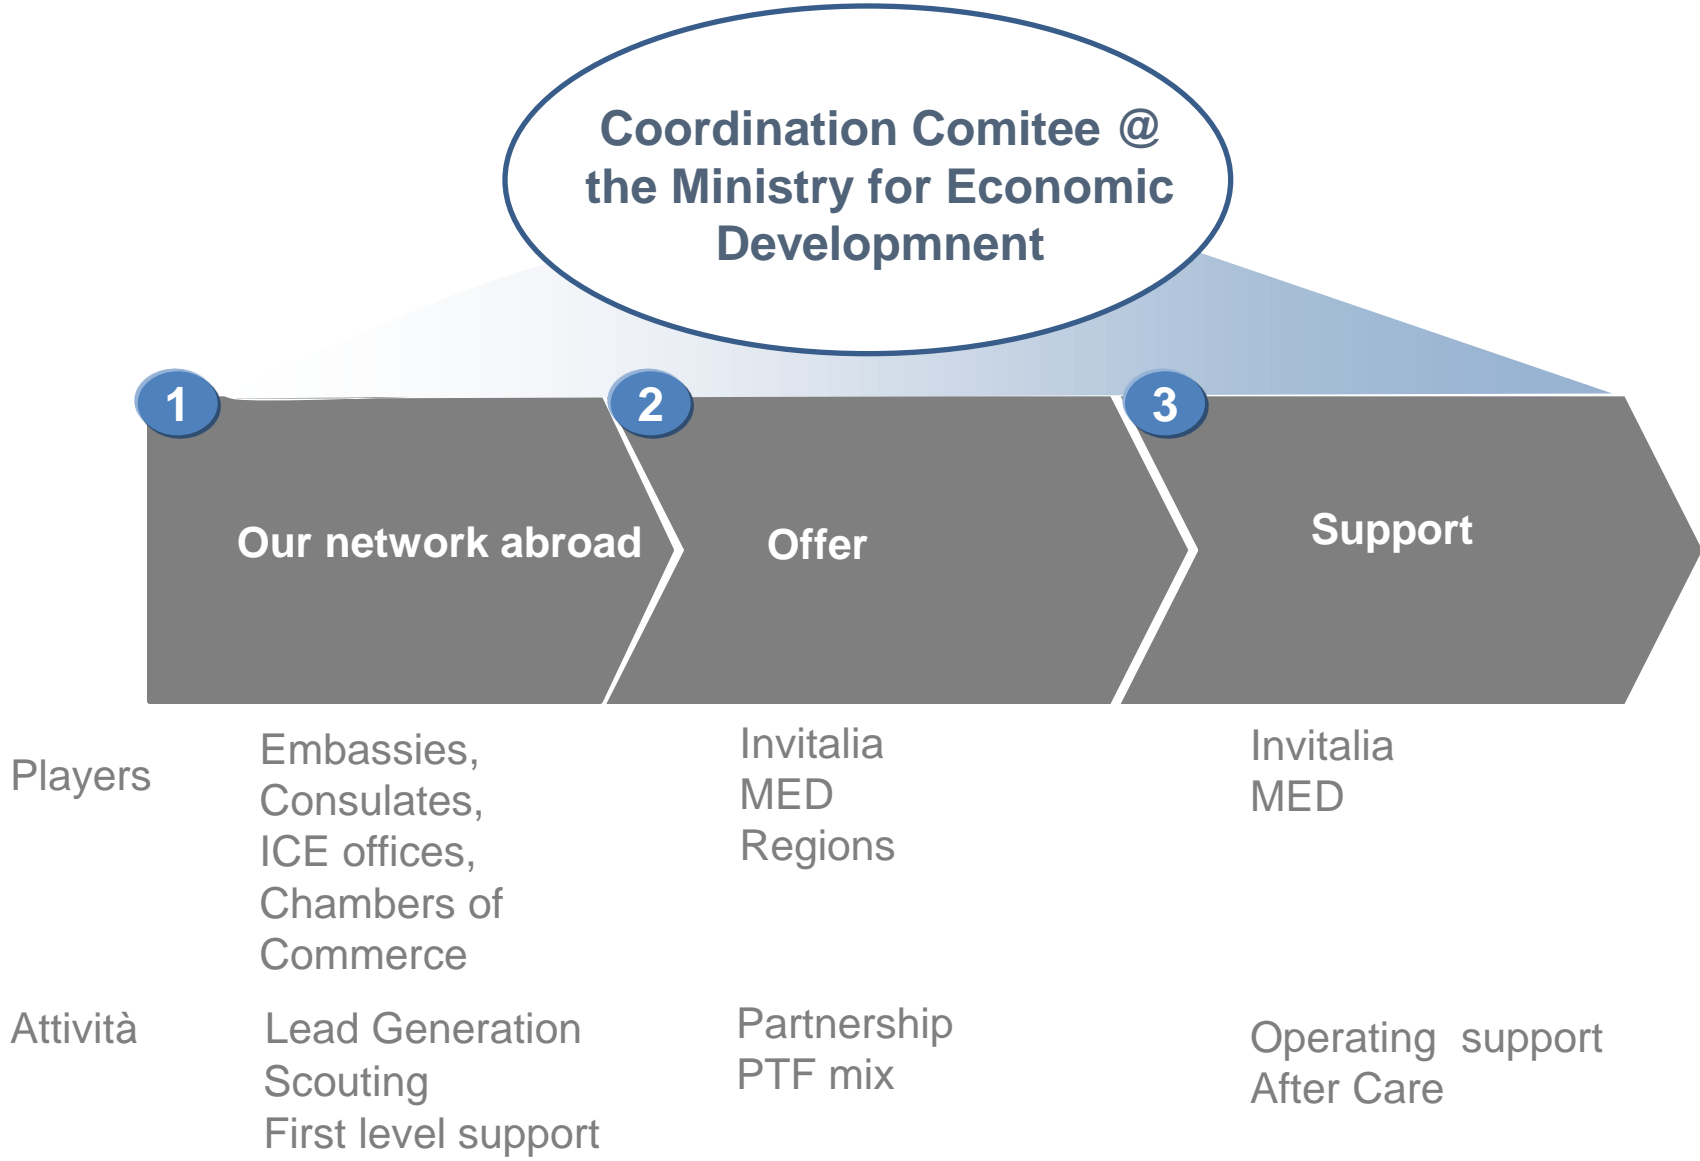 Coordination Comitee @
the Ministry for Economic
Developmnent
1
2
3
Our network abroad
Offer
Support
Players
Embassies,
Consulates,
ICE offices,
Chambers of
Commerce
Invitalia
MED
Regions
Invitalia
MED
Attività
Lead Generation
Scouting
First level support
Partnership
PTF mix
Operating support
After Care